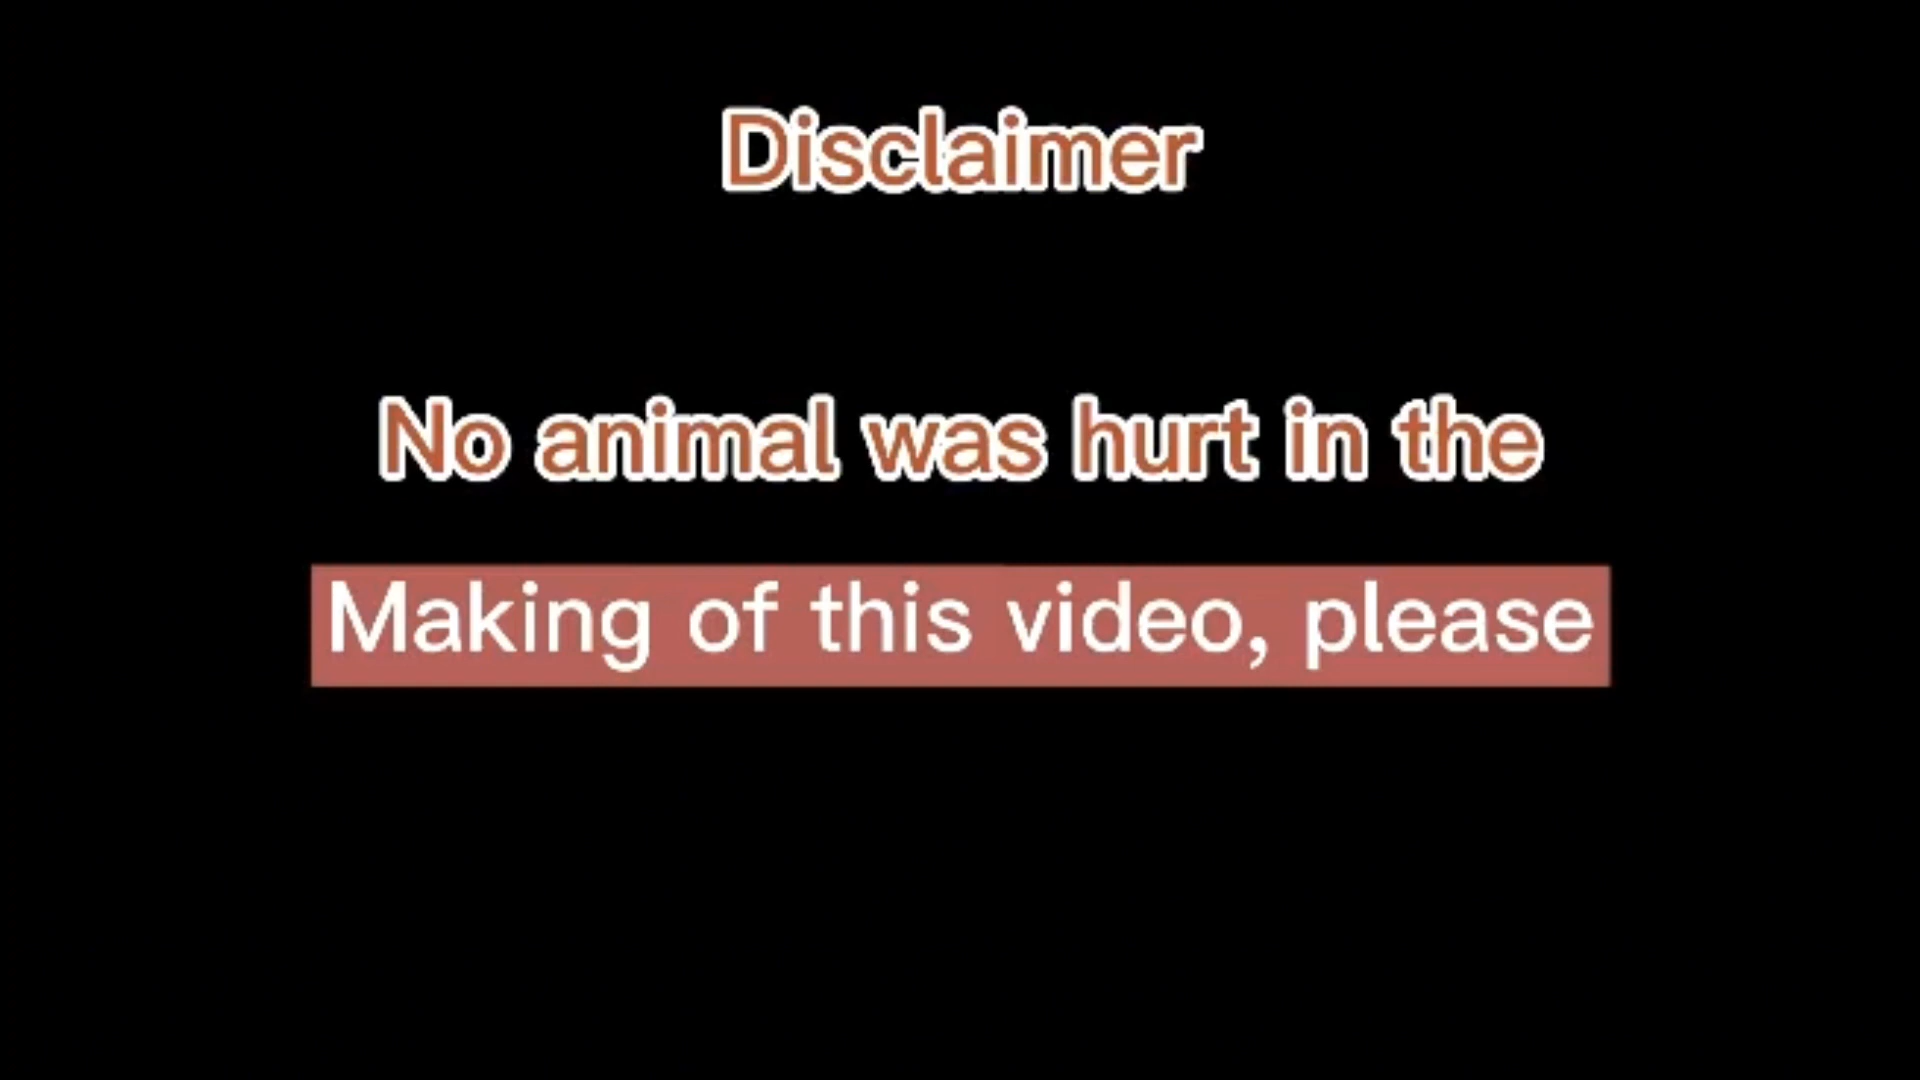 Disclaimer
No animal was hurt in the
Making of this video, please